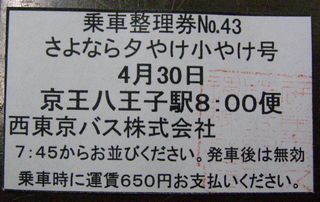 乗車整理券No.43
さよなら夕やけ小やけ号
4月30日
京王八王子駅8:00便
西東京バス株式会社
7:45からお並びください。発車後は無効
乗車時に運賃650円お支払いください。